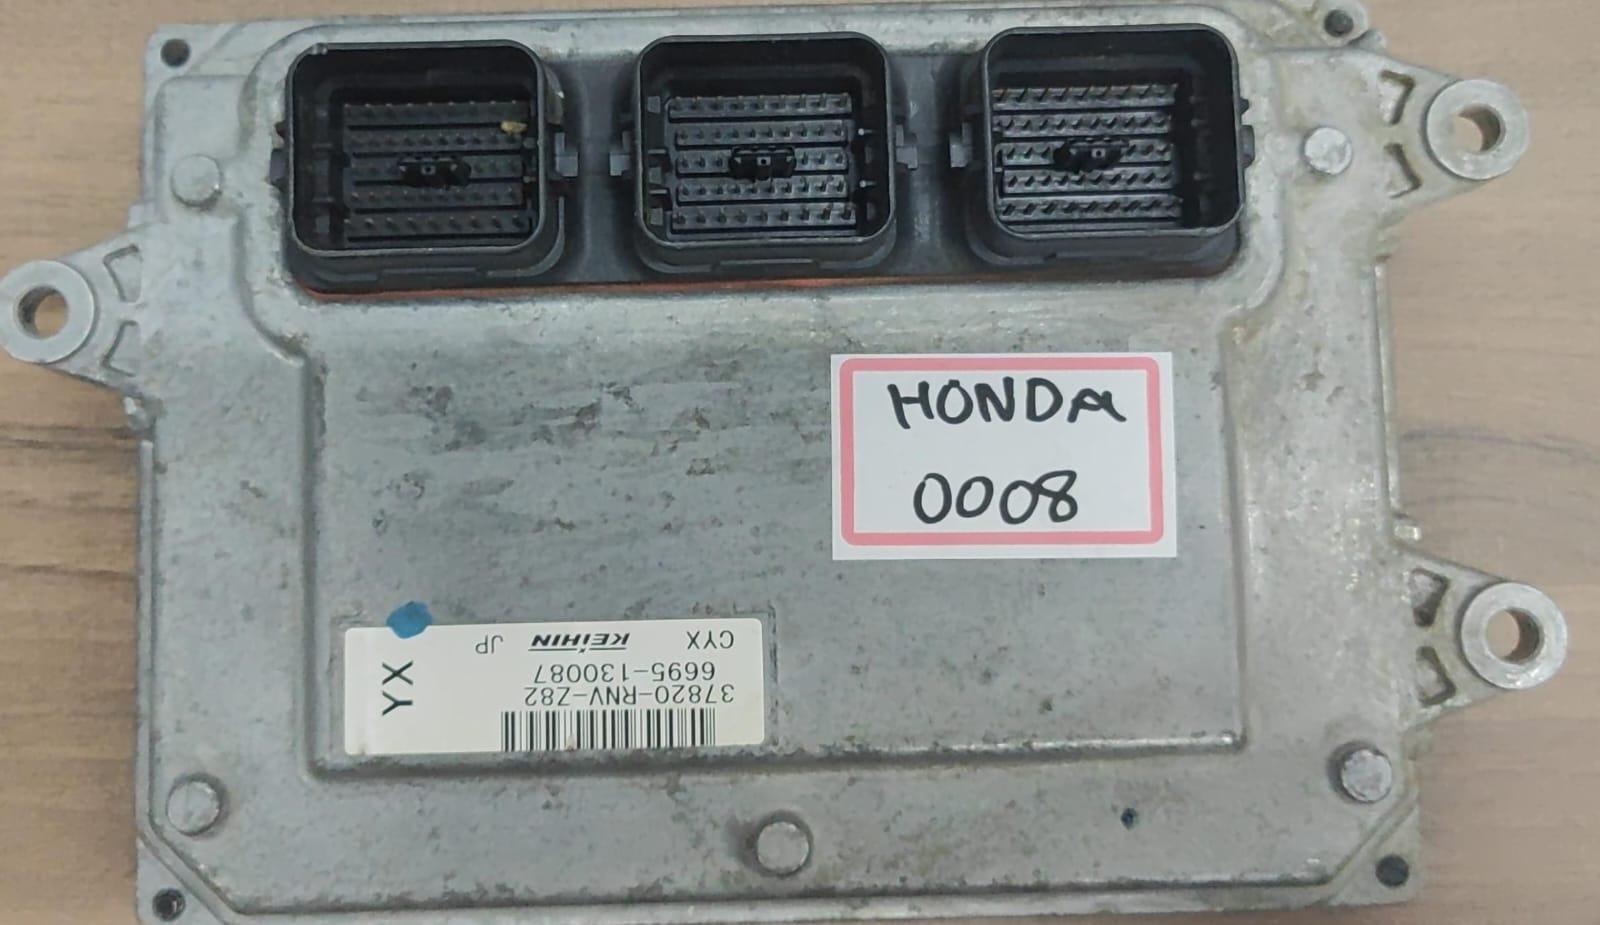 HONDA
0008
CYX KEIHIN JP
6695-130087
37820-RNV-Z82
YX